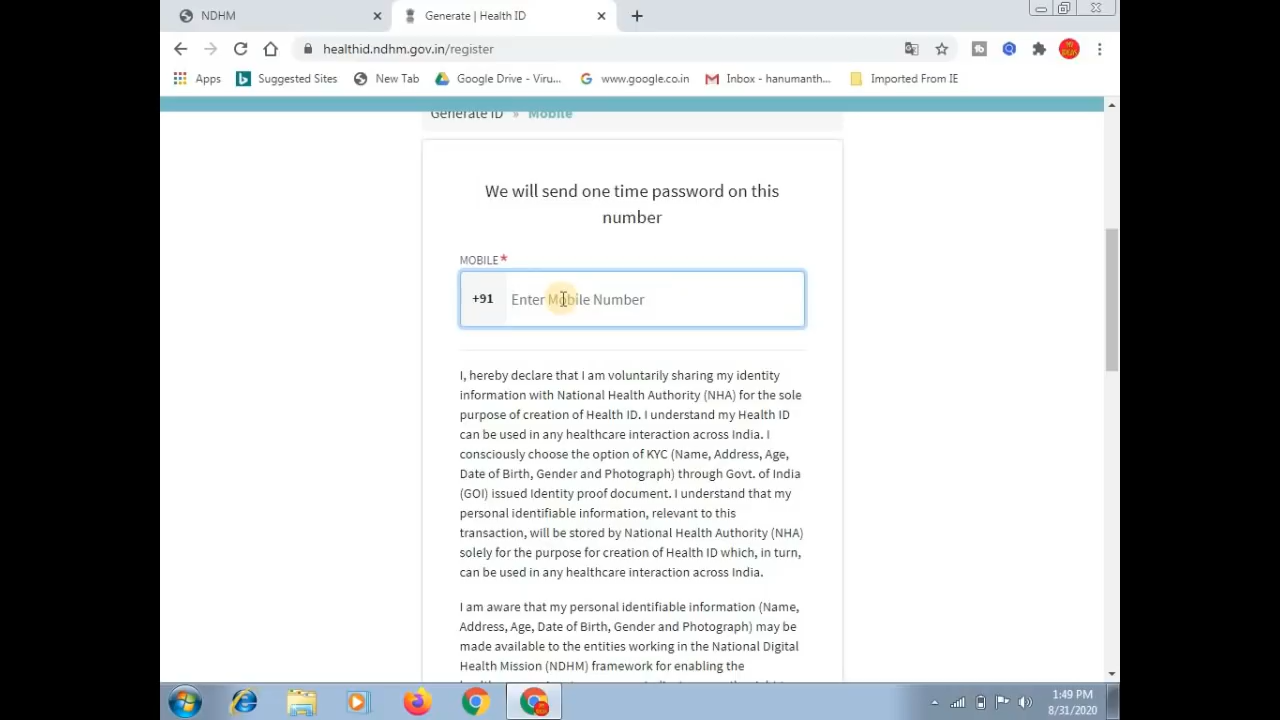 NDHM
Generate | Health ID
healthid.ndhm.gov.in/register
Apps
Suggested Sites
New Tab
Google Drive - Viru...
www.google.co.in
Inbox - hanumanth...
Imported From IE
Generate ID » Mobile
We will send one time password on this
number
MOBILE*
+91 Enter Mobile Number
I, hereby declare that I am voluntarily sharing my identity
information with National Health Authority (NHA) for the sole
purpose of creation of Health ID. I understand my Health ID
can be used in any healthcare interaction across India. I
consciously choose the option of KYC (Name, Address, Age,
Date of Birth, Gender and Photograph) through Govt. of India
(GOI) issued Identity proof document. I understand that my
personal identifiable information, relevant to this
transaction, will be stored by National Health Authority (NHA)
solely for the purpose for creation of Health ID which, in turn,
can be used in any healthcare interaction across India.
I am aware that my personal identifiable information (Name,
Address, Age, Date of Birth, Gender and Photograph) may be
made available to the entities working in the National Digital
Health Mission (NDHM) framework for enabling the
1:49 PM
8/31/2020